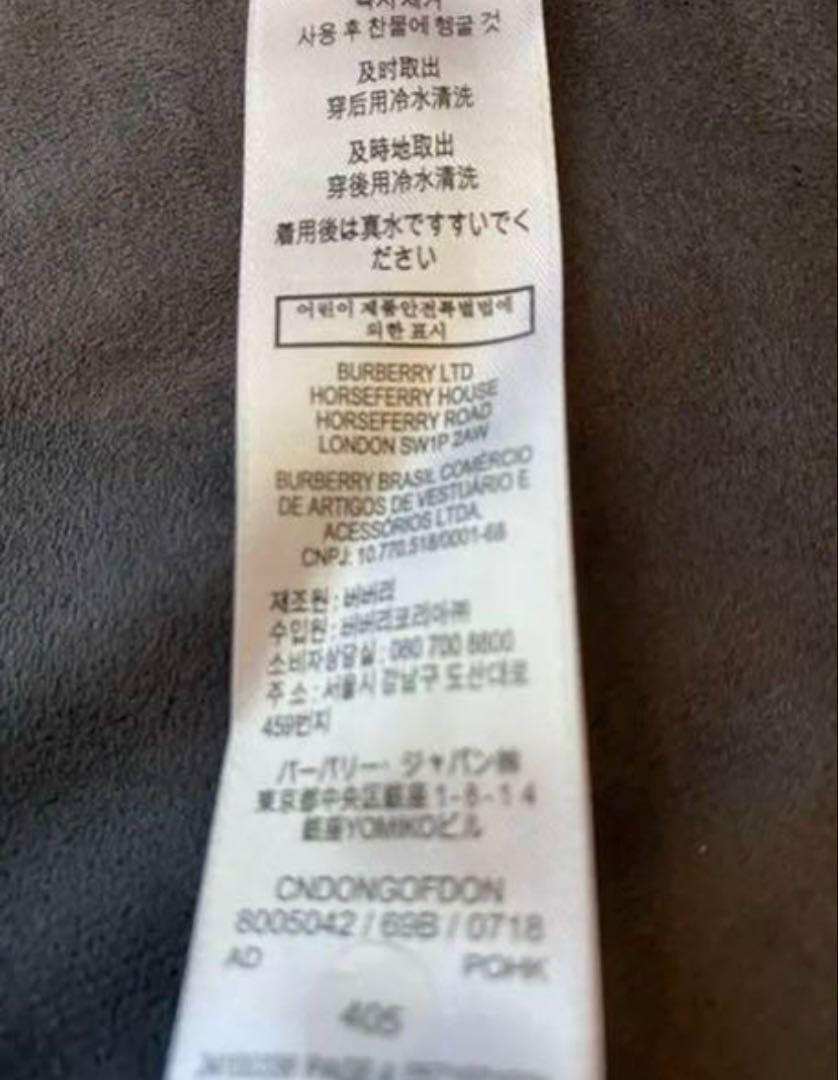 즉시 제거
사용 후 찬물에 헹굴 것
及时取出
穿后用冷水清洗
及時地取出
穿後用冷水清洗
着用後は真水ですすいでく
ださい
어린이 제품안전특별법에
의한 표시
BURBERRY LTD
HORSEFERRY HOUSE
HORSEFERRY ROAD
LONDON SW1P 2AW
BURBERRY BRASIL COMÉRCIO
DE ARTIGOS DE VESTUÁRIO E
ACESSÓRIOS LTDA.
CNPJ: 10.770.518/0001-68
재조원 : 버버리
수입원 : 버버리코리아㈜
소비자상담실 : 080 700 8800
주 소 : 서울시 강남구 도산대로
459번지
バーバリー・ジャパン㈱
東京都中央区銀座 1-8-14
銀座YOMIKOビル
CNDONGOFDON
8005042 / 69B / 0718
AD PQHK
405